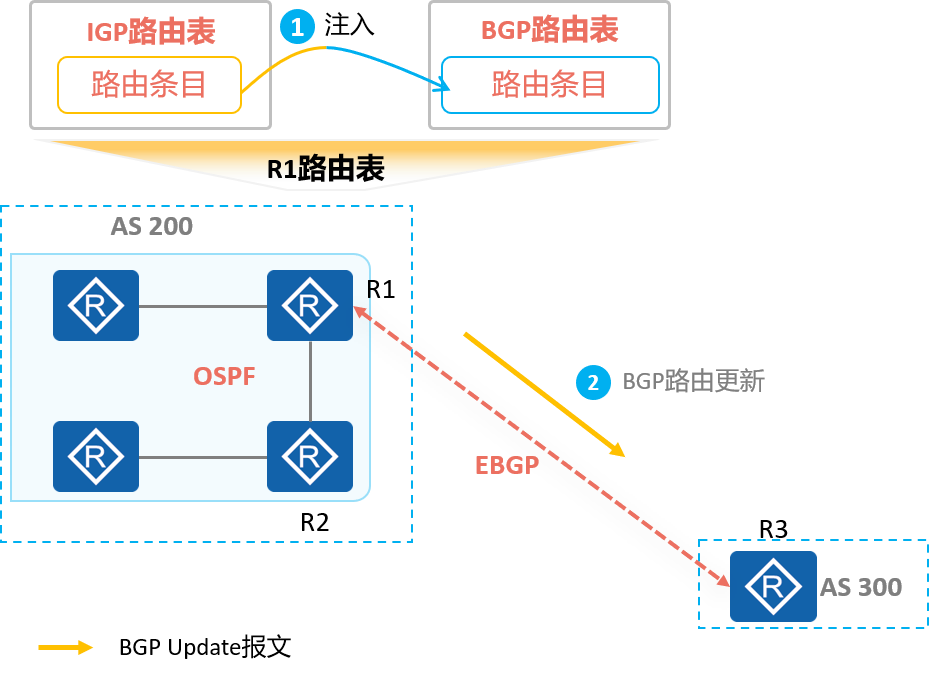 IGP路由表
1 注入
BGP路由表
路由条目
路由条目
R1路由表
AS 200
R
R
R1
OSPF
2 BGP路由更新
R
R
EBGP
R2
R3
R
AS 300
BGP Update报文